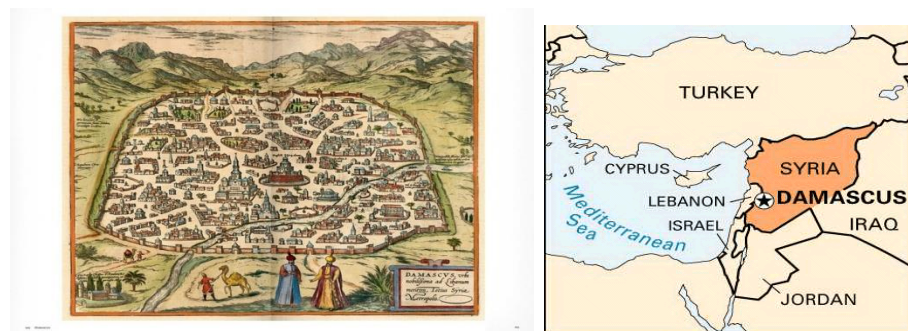 DAMASCVS, urbs
nobilissima ad Libanum
montem, Totius Syriæ
Metropolis
TURKEY
CYPRUS
SYRIA
LEBANON
DAMASCUS
ISRAEL
IRAQ
Mediterranean
Sea
JORDAN